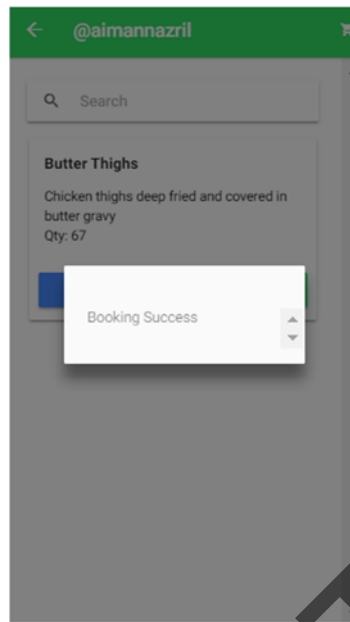 @aimannazril
Search
Butter Thighs
Chicken thighs deep fried and covered in
butter gravy
Qty: 67
Booking Success